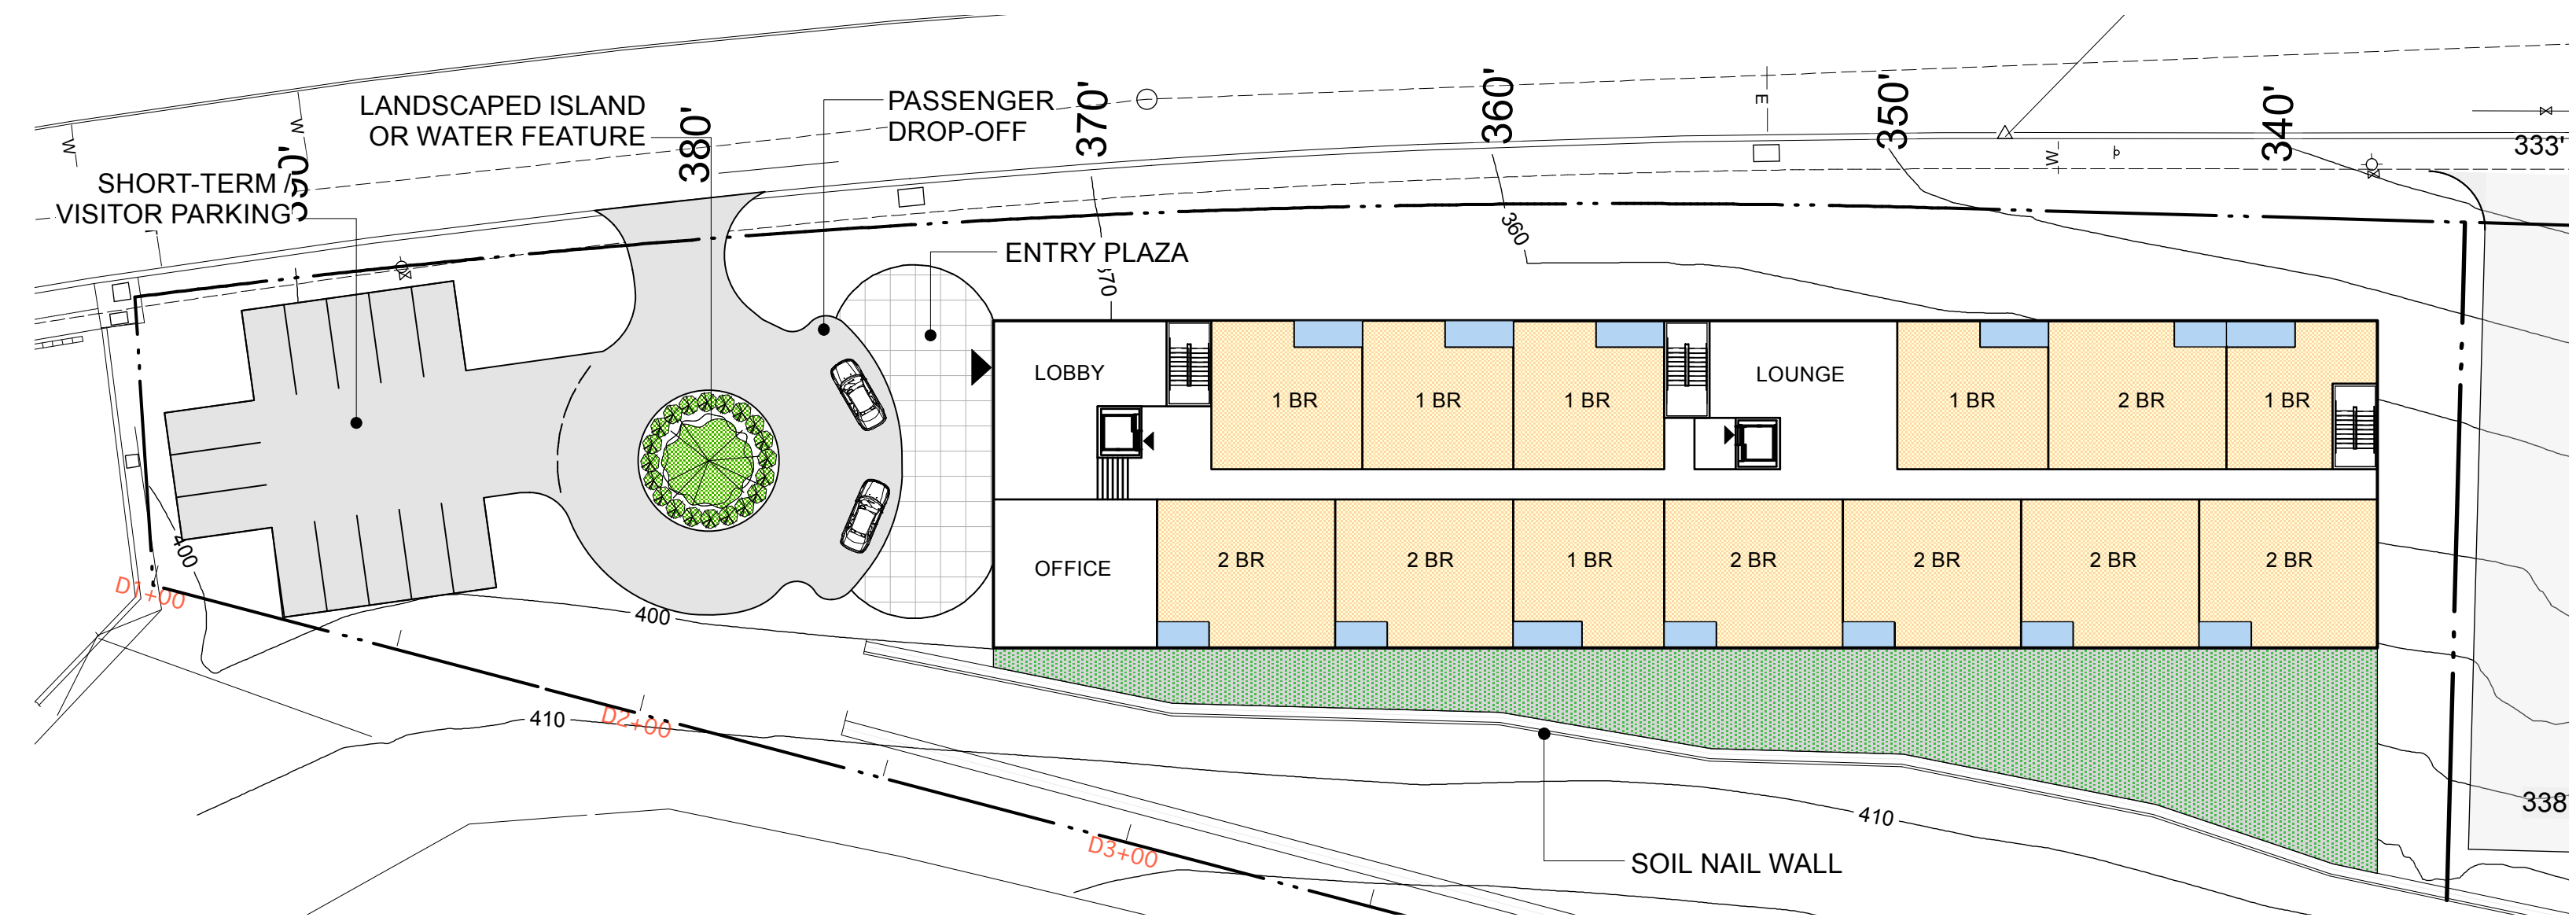 LANDSCAPED ISLAND
OR WATER FEATURE
PASSENGER
DROP-OFF
SHORT-TERM /
VISITOR PARKING
380'
370'
360'
350'
340'
333'
W
W
E
W
ENTRY PLAZA
360
370
LOBBY
1 BR
1 BR
1 BR
LOUNGE
1 BR
2 BR
1 BR
OFFICE
2 BR
2 BR
1 BR
2 BR
2 BR
2 BR
2 BR
400
400
D1+00
D2+00
D3+00
410
410
338
SOIL NAIL WALL